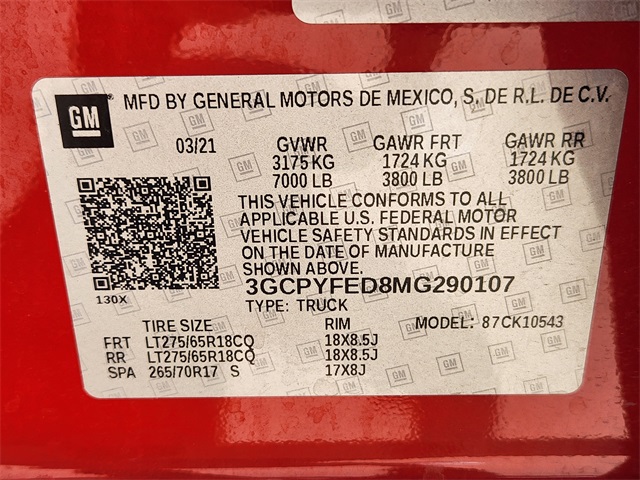 GM
MFD BY GENERAL MOTORS DE MEXICO, S. DE R.L. DE C.V.
03/21 GVWR GAWR FRT GAWR RR
3175 KG 1724 KG 1724 KG
7000 LB 3800 LB 3800 LB
THIS VEHICLE CONFORMS TO ALL
APPLICABLE U.S. FEDERAL MOTOR
VEHICLE SAFETY STANDARDS IN EFFECT
ON THE DATE OF MANUFACTURE
SHOWN ABOVE.
3GCPYFED8MG290107
130X
TYPE: TRUCK
TIRE SIZE RIM MODEL: 87CK10543
FRT LT275/65R18CQ 18X8.5J
RR LT275/65R18CQ 18X8.5J
SPA 265/70R17 S 17X8J